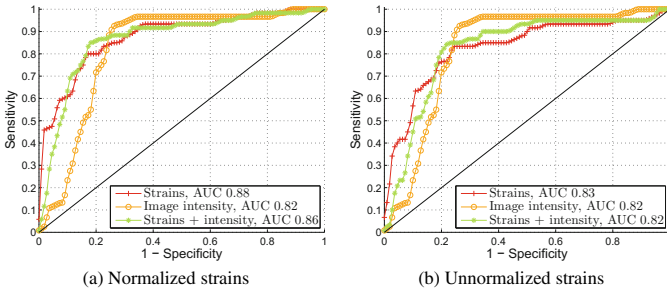 1
0.9
0.8
0.7
0.6
0.5
0.4
0.3
0.2
0.1
0
Sensitivity
Strains, AUC 0.88
Image intensity, AUC 0.82
Strains + intensity, AUC 0.86
0 0.2 0.4 0.6 0.8 1
1 − Specificity
(a) Normalized strains
1
0.9
0.8
0.7
0.6
0.5
0.4
0.3
0.2
0.1
0
Sensitivity
Strains, AUC 0.83
Image intensity, AUC 0.82
Strains + intensity, AUC 0.82
0 0.2 0.4 0.6 0.8
1 − Specificity
(b) Unnormalized strains